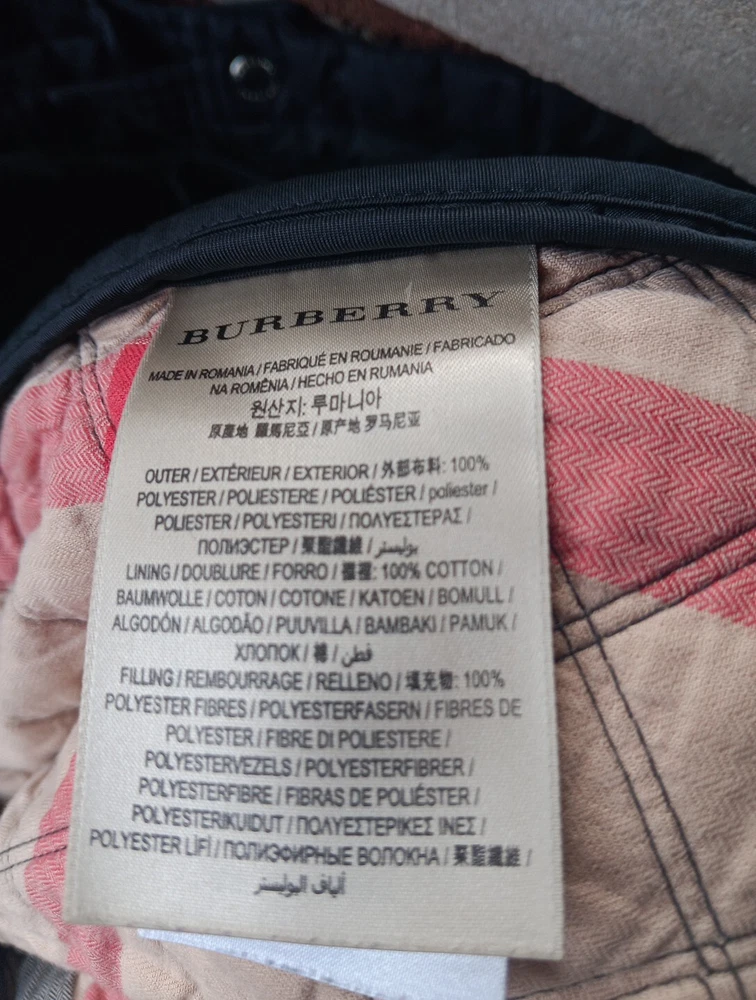 BURBERRY
MADE IN ROMANIA / FABRIQUÉ EN ROUMANIE / FABRICADO
NA ROMÊNIA / HECHO EN RUMANIA
원산지: 루마니아
原產地 羅馬尼亞 / 原产地 罗马尼亚
OUTER / EXTÉRIEUR / EXTERIOR / 外部布料: 100%
POLYESTER / POLIESTERE / POLIÉSTER / poliester /
POLIESTER / POLYESTERI / ΠΟΛΥΕΣΤΕΡΑΣ /
ПОЛИЭСТЕР / 聚脂纖維 / بوليستر /
LINING / DOUBLURE / FORRO / 裡裡: 100% COTTON /
BAUMWOLLE / COTON / COTONE / KATOEN / BOMULL /
ALGODÓN / ALGODÃO / PUUVILLA / BAMBAKI / PAMUK /
ХЛОПОК / 棉 / قطن /
FILLING / REMBOURRAGE / RELLENO / 填充物: 100%
POLYESTER FIBRES / POLYESTERFASERN / FIBRES DE
POLYESTER / FIBRE DI POLIESTERE /
POLYESTERVEZELS / POLYESTERFIBRER /
POLYESTERFIBRE / FIBRAS DE POLIÉSTER /
POLYESTERIKUIDUT / ΠΟΛΥΕΣΤΕΡΙΚΕΣ ΙΝΕΣ /
POLYESTER LİFİ / ПОЛИЭФИРНЫЕ ВОЛОКНА / 聚脂纖維 /
ألياف البوليستر